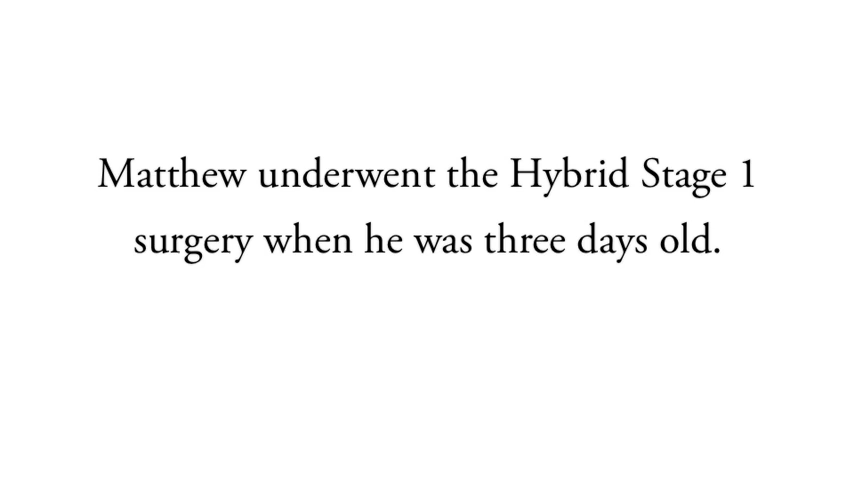 Matthew underwent the Hybrid Stage 1
surgery when he was three days old.